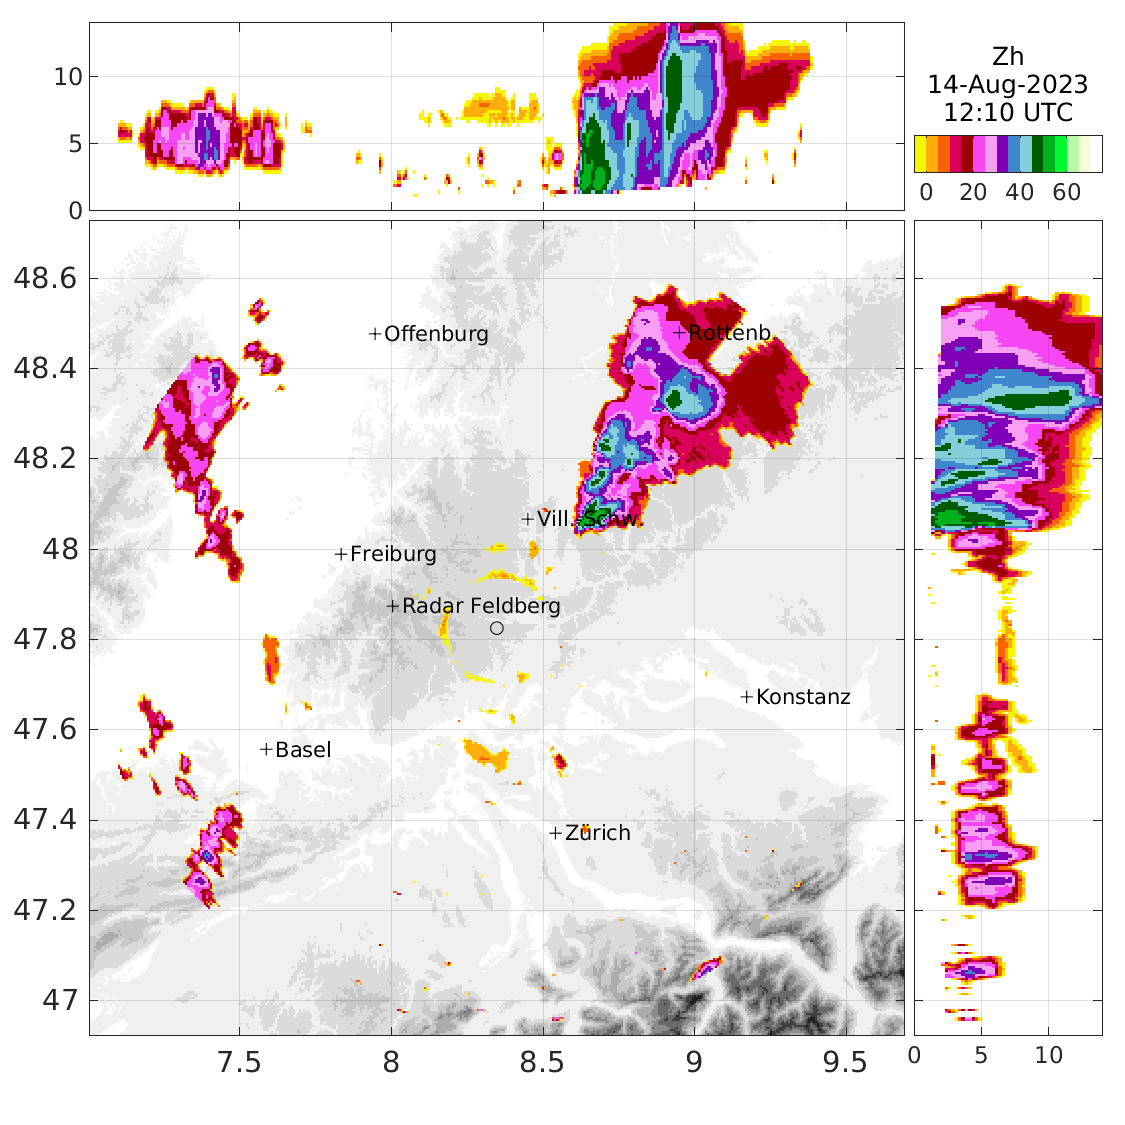 10
5
0
Zh
14-Aug-2023
12:10 UTC
0 20 40 60
48.6
48.4
48.2
48
47.8
47.6
47.4
47.2
47
Offenburg
Rottenb.
Vill.-Schw.
Freiburg
Radar Feldberg
Konstanz
Basel
Zürich
7.5 8 8.5 9 9.5
0 5 10